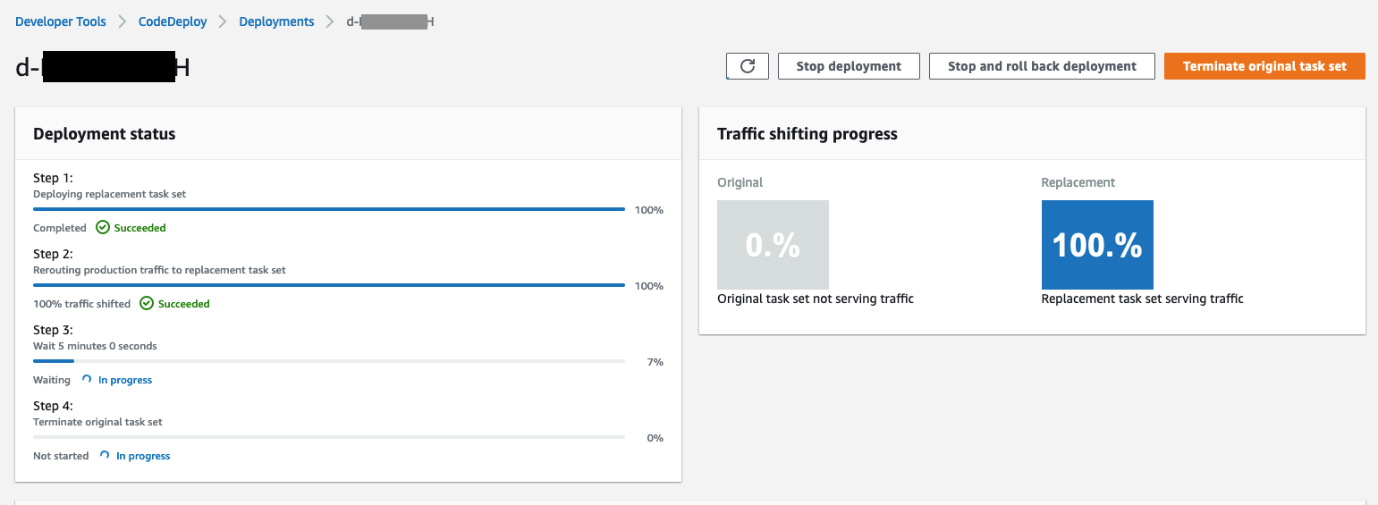 Developer Tools > CodeDeploy > Deployments > d- H
d- H
Stop deployment Stop and roll back deployment Terminate original task set
Deployment status
Step 1:
Deploying replacement task set
100%
Completed Succeeded
Step 2:
Rerouting production traffic to replacement task set
100%
100% traffic shifted Succeeded
Step 3:
Wait 5 minutes 0 seconds
7%
Waiting In progress
Step 4:
Terminate original task set
0%
Not started In progress
Traffic shifting progress
Original Replacement
0.% 100.%
Original task set not serving traffic Replacement task set serving traffic